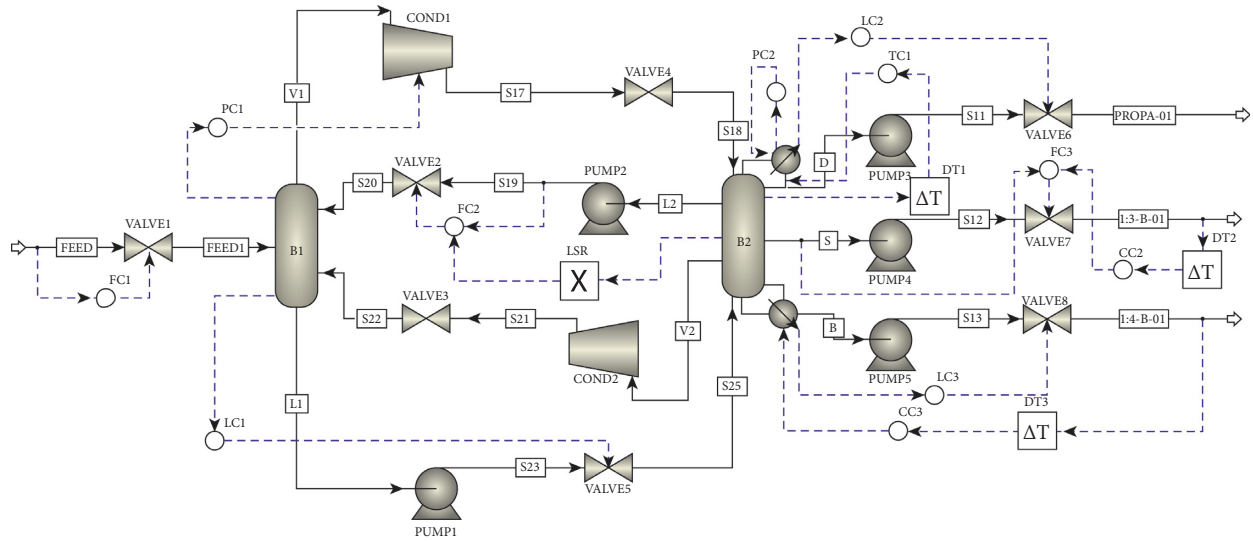 COND1
LC2
PC2
TC1
VALVE4
V1
S17
PC1
S11
PROPA-01
S18
VALVE6
D
PUMP3
FC3
VALVE2
DT1
S20
S19
PUMP2
ΔT
L2
S12
1:3-B-01
VALVE1
FC2
VALVE7
DT2
FEED
FEED1
B1
B2
S
LSR
PUMP4
CC2
ΔT
X
FC1
VALVE3
VALVE8
S22
S21
V2
B
S13
1:4-B-01
COND2
PUMP5
S25
LC3
L1
DT3
LC1
CC3
ΔT
S23
VALVE5
PUMP1